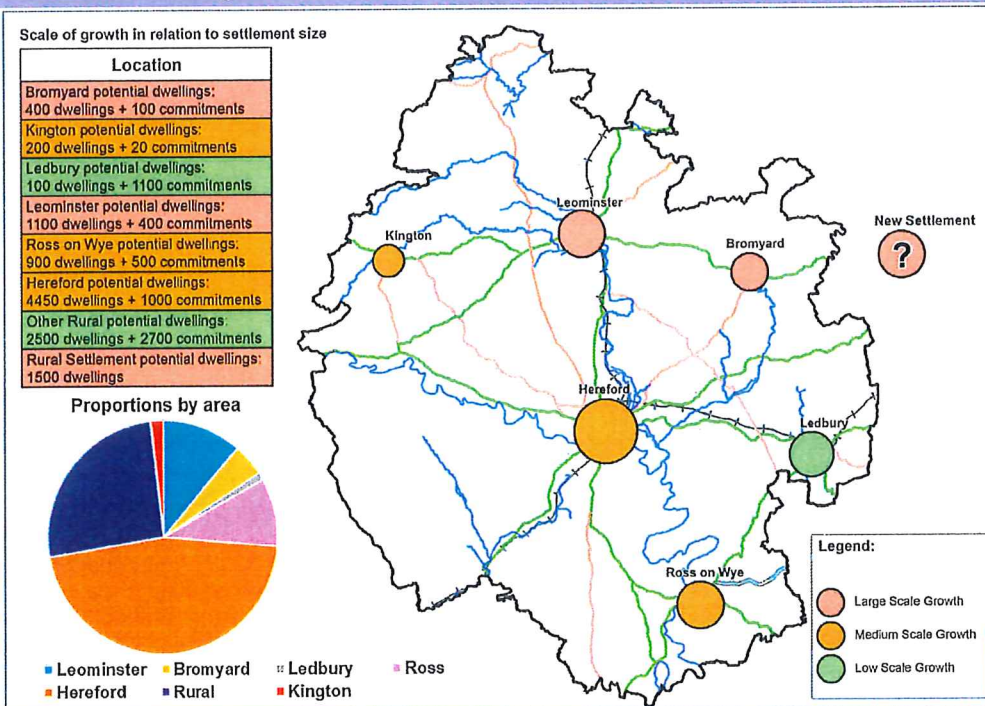 Scale of growth in relation to settlement size
Location
Bromyard potential dwellings:
400 dwellings + 100 commitments
Kington potential dwellings:
200 dwellings + 20 commitments
Ledbury potential dwellings:
100 dwellings + 1100 commitments
Leominster potential dwellings:
1100 dwellings + 400 commitments
Ross on Wye potential dwellings:
900 dwellings + 500 commitments
Hereford potential dwellings:
4450 dwellings + 1000 commitments
Other Rural potential dwellings:
2500 dwellings + 2700 commitments
Rural Settlement potential dwellings:
1500 dwellings
Proportions by area
Leominster
Bromyard
Ledbury
Ross
Hereford
Rural
Kington
Leominster
Kington
Bromyard
New Settlement
?
Hereford
Ledbury
Ross on Wye
Legend:
Large Scale Growth
Medium Scale Growth
Low Scale Growth